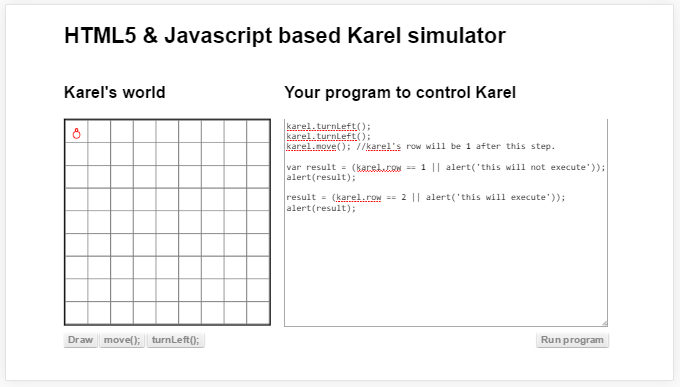 HTML5 & Javascript based Karel simulator
Karel's world
Your program to control Karel
karel.turnLeft();
karel.turnLeft();
karel.move(); //karel's row will be 1 after this step.
var result = (karel.row == 1 || alert('this will not execute'));
alert(result);
result = (karel.row == 2 || alert('this will execute'));
alert(result);
Draw move(); turnLeft(); Run program